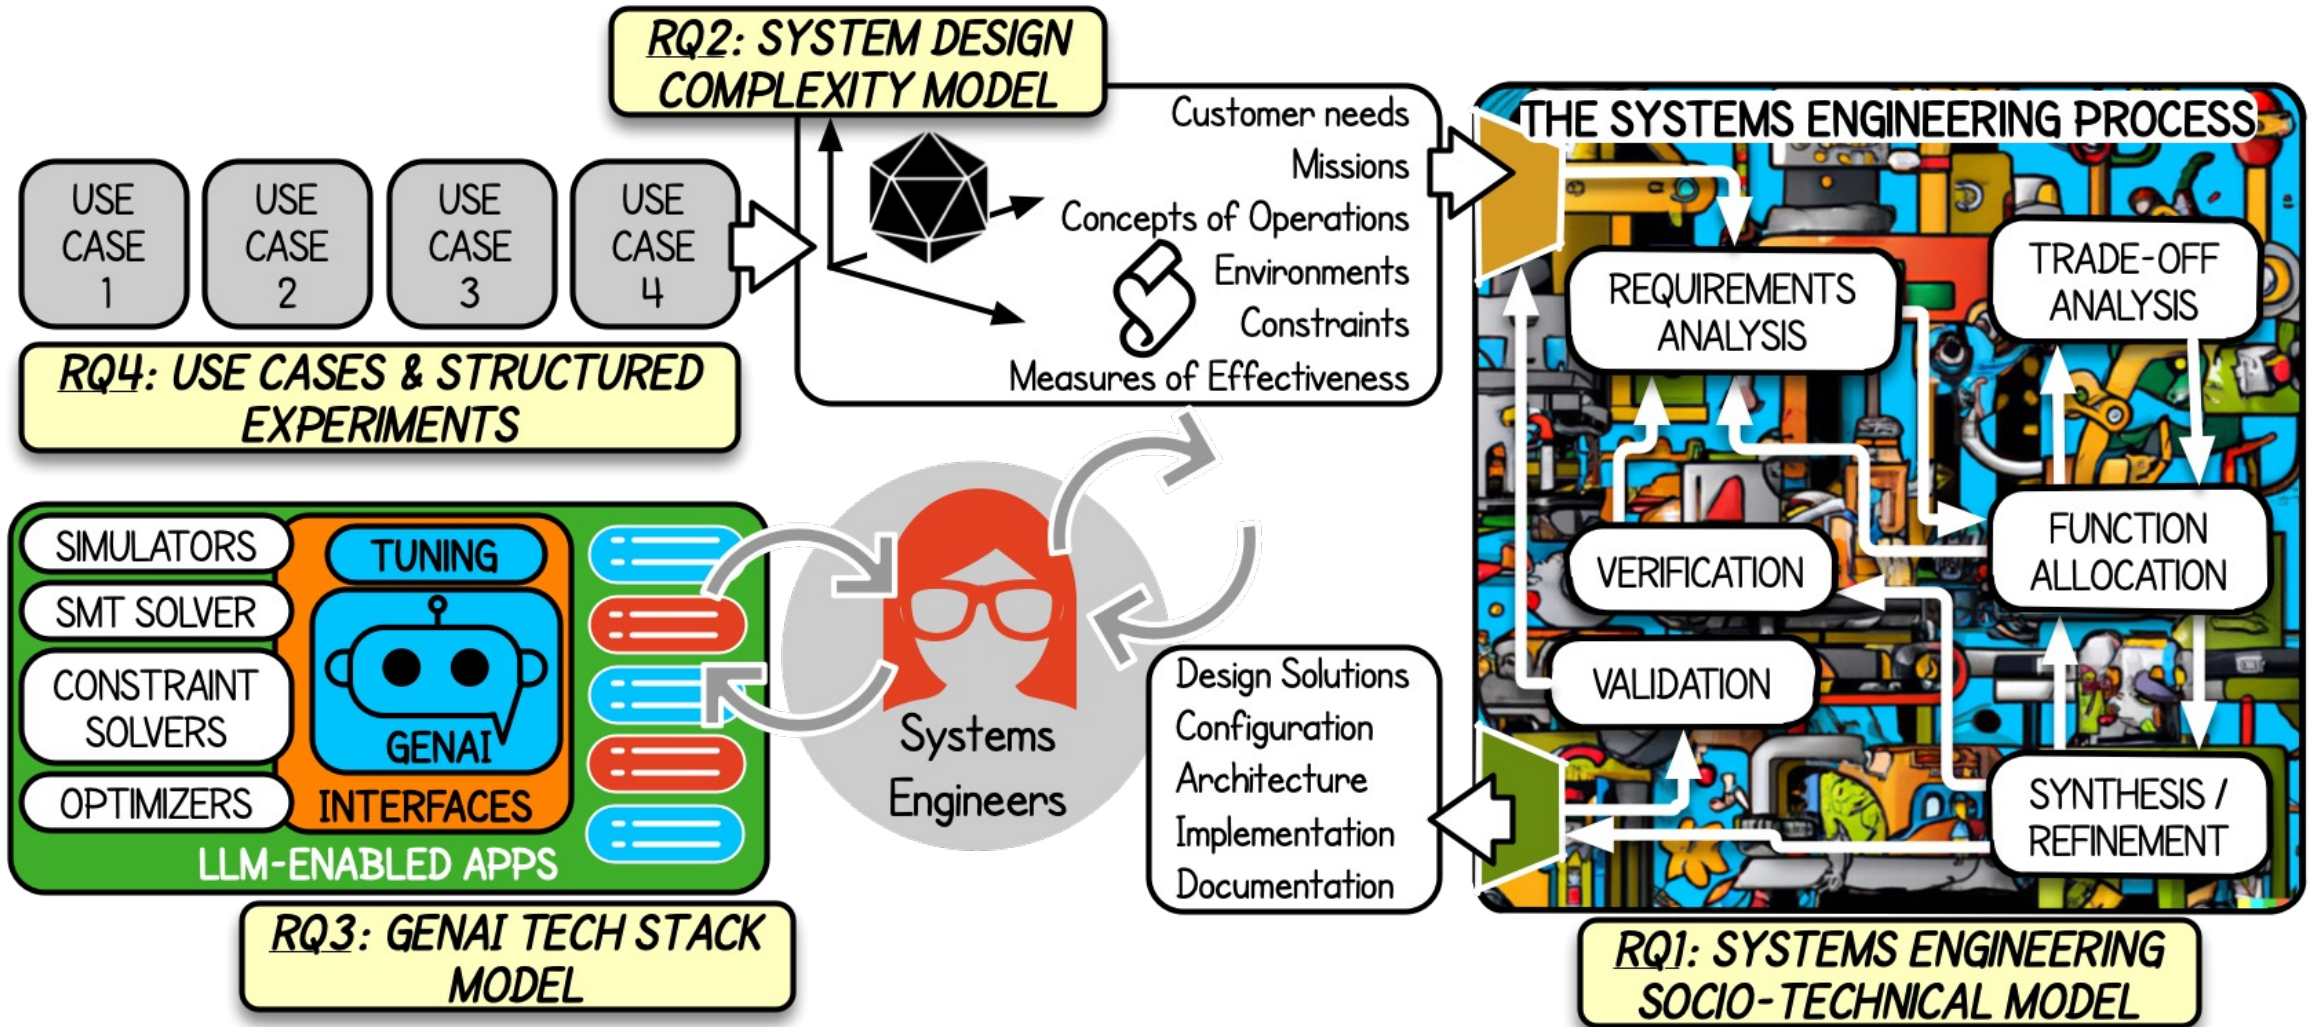 RQ2: SYSTEM DESIGN
COMPLEXITY MODEL
USE
CASE
1
USE
CASE
2
USE
CASE
3
USE
CASE
4
RQ4: USE CASES & STRUCTURED
EXPERIMENTS
Customer needs
Missions
Concepts of Operations
Environments
Constraints
Measures of Effectiveness
THE SYSTEMS ENGINEERING PROCESS
REQUIREMENTS
ANALYSIS
TRADE-OFF
ANALYSIS
FUNCTION
ALLOCATION
VERIFICATION
VALIDATION
SYNTHESIS /
REFINEMENT
SIMULATORS
SMT SOLVER
CONSTRAINT
SOLVERS
OPTIMIZERS
TUNING
GENAI
INTERFACES
LLM-ENABLED APPS
Systems
Engineers
Design Solutions
Configuration
Architecture
Implementation
Documentation
RQ3: GENAI TECH STACK
MODEL
RQ1: SYSTEMS ENGINEERING
SOCIO-TECHNICAL MODEL